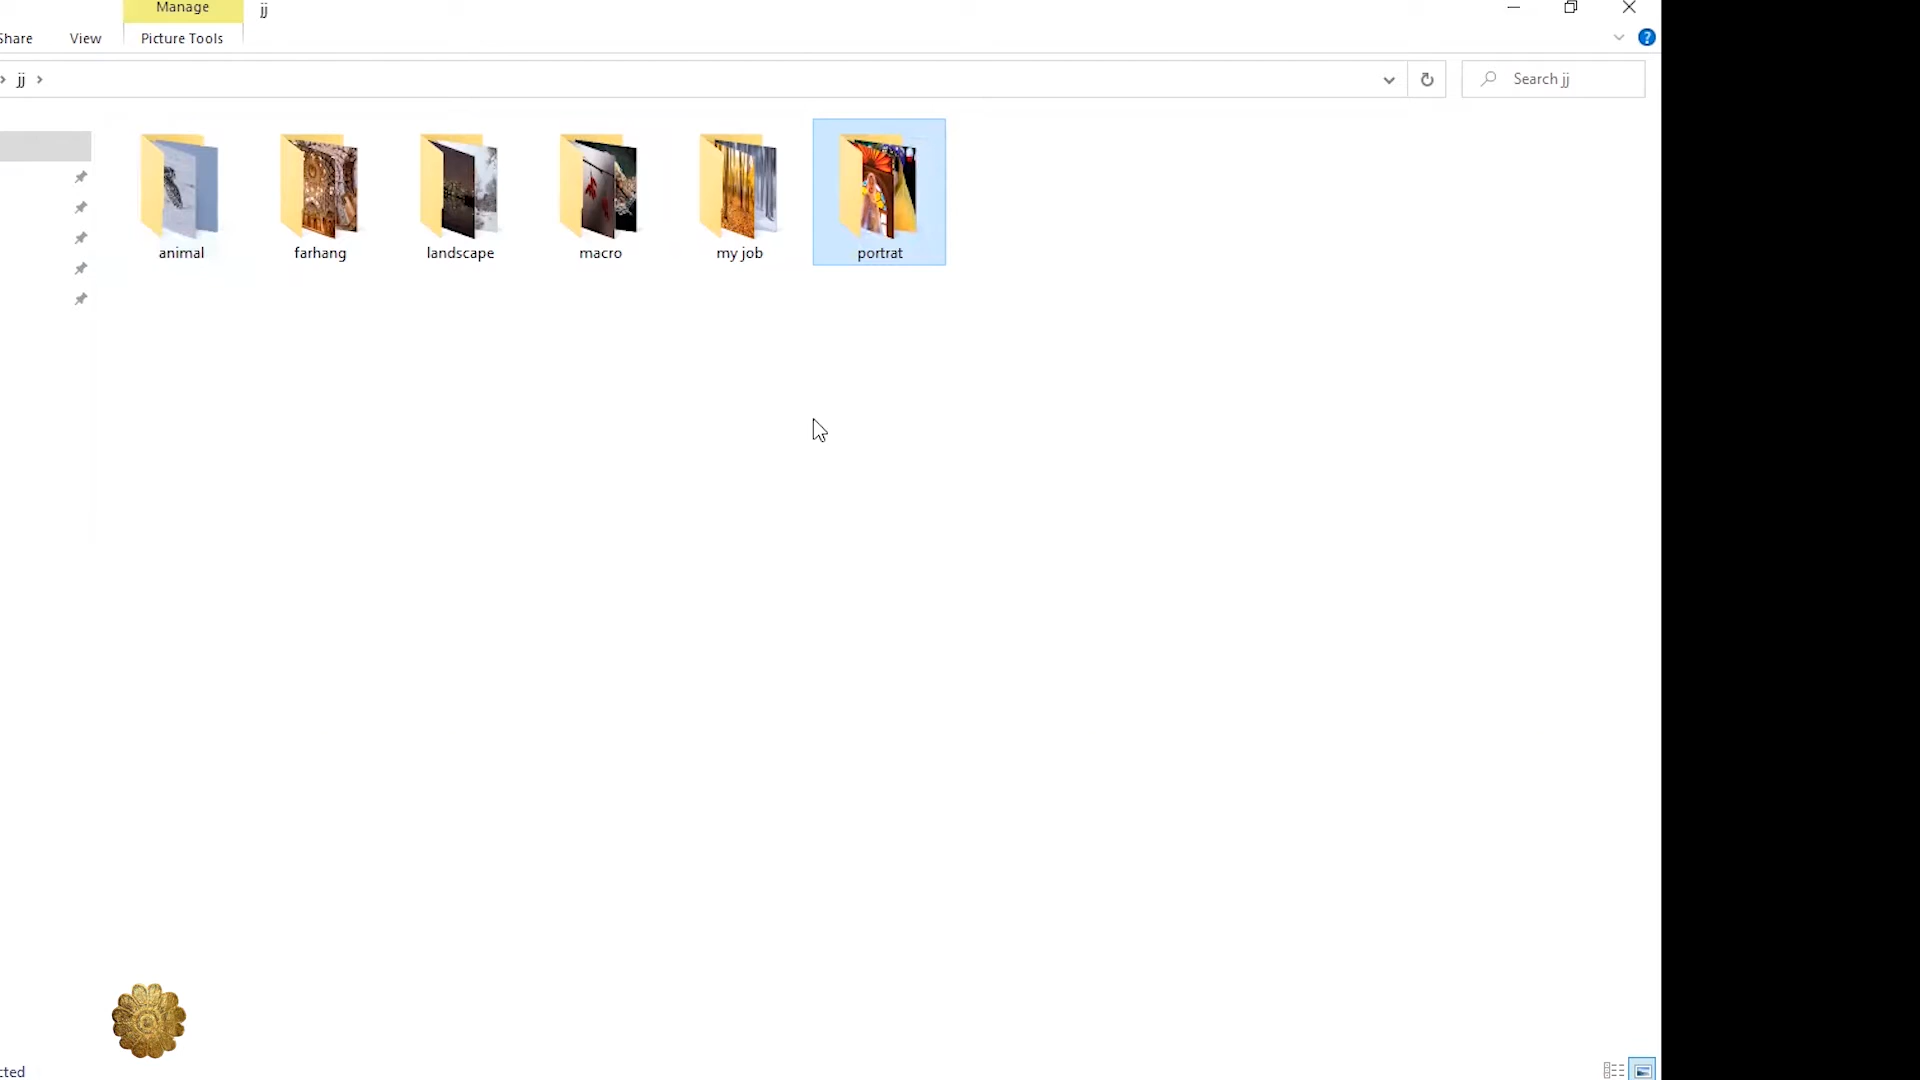 Manage jj
Share View Picture Tools
jj Search jj
animal farhang landscape macro my job portrat
cted